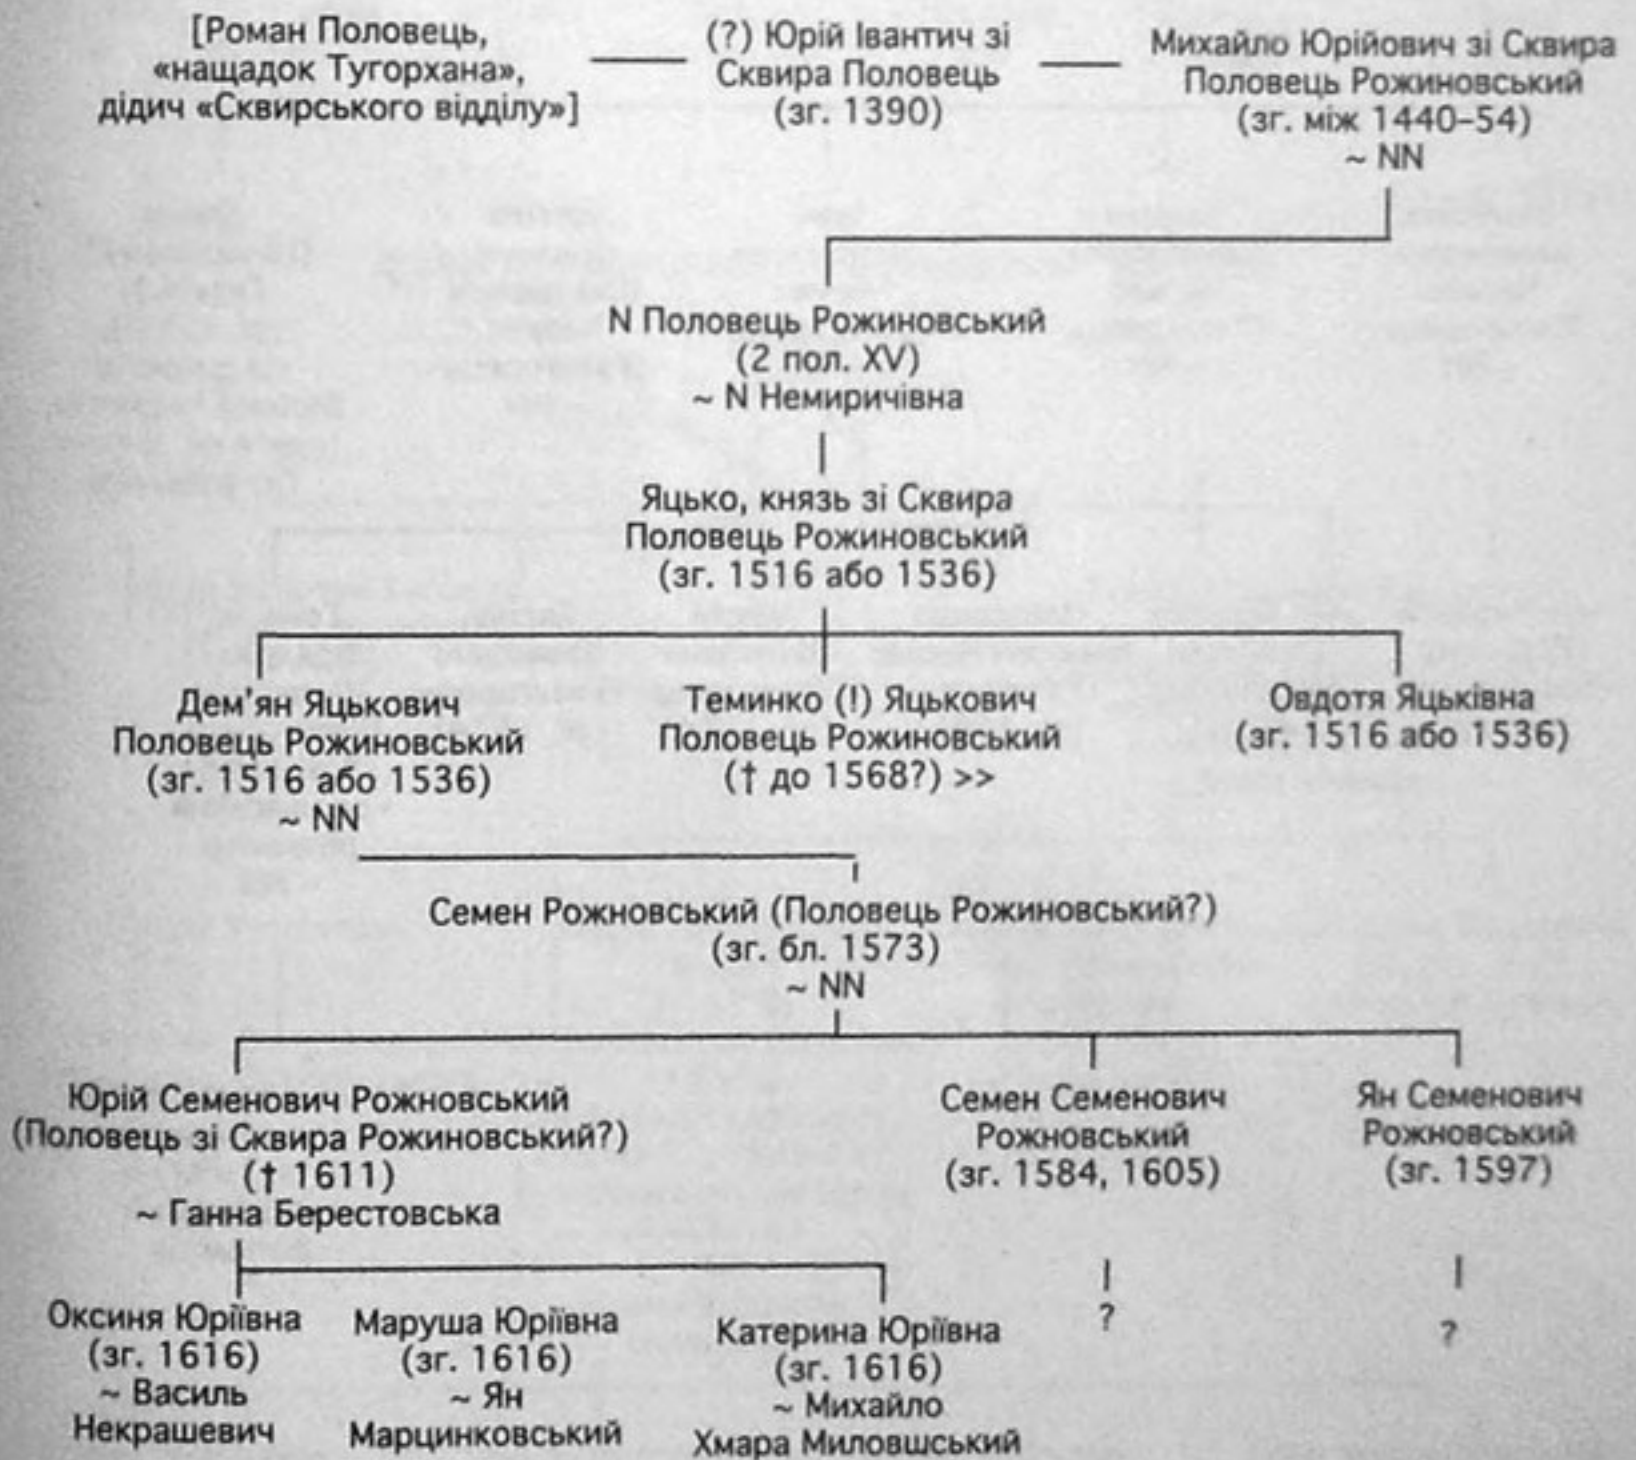 [Роман Половець,
«нащадок Тугорхана»,
дідич «Сквирського відділу»]
(?) Юрій Івантич зі
Сквира Половець
(зг. 1390)
Михайло Юрійович зі Сквира
Половець Рожиновський
(зг. між 1440–54)
~ NN
N Половець Рожиновський
(2 пол. XV)
~ N Немиричівна
Яцько, князь зі Сквира
Половець Рожиновський
(зг. 1516 або 1536)
Дем'ян Яцькович
Половець Рожиновський
(зг. 1516 або 1536)
~ NN
Теминко (!) Яцькович
Половець Рожиновський
(† до 1568?) >>
Овдотя Яцьківна
(зг. 1516 або 1536)
Семен Рожновський (Половець Рожиновський?)
(зг. бл. 1573)
~ NN
Юрій Семенович Рожновський
(Половець зі Сквира Рожиновський?)
(† 1611)
~ Ганна Берестовська
Семен Семенович
Рожновський
(зг. 1584, 1605)
Ян Семенович
Рожновський
(зг. 1597)
Оксиня Юріївна
(зг. 1616)
~ Василь
Некрашевич
Маруша Юріївна
(зг. 1616)
~ Ян
Марцинковський
Катерина Юріївна
(зг. 1616)
~ Михайло
Хмара Миловшський
?
?